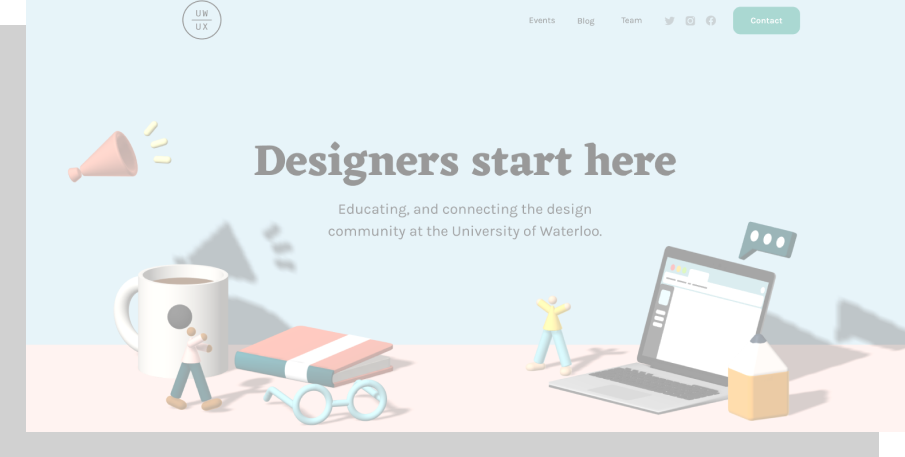 UW
UX
Events Blog Team Contact
Designers start here
Educating, and connecting the design
community at the University of Waterloo.